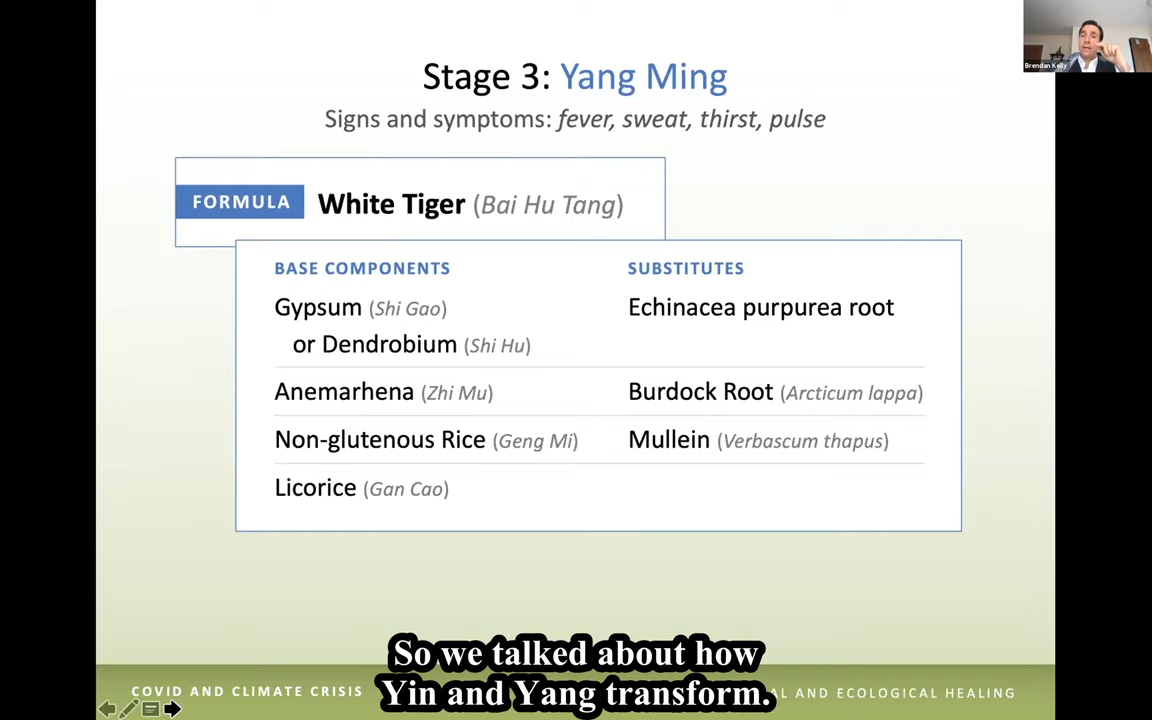 Brendan Kelly
Stage 3: Yang Ming
Signs and symptoms: fever, sweat, thirst, pulse
FORMULA White Tiger (Bai Hu Tang)
BASE COMPONENTS SUBSTITUTES
Gypsum (Shi Gao) Echinacea purpurea root
or Dendrobium (Shi Hu)
Anemarhena (Zhi Mu) Burdock Root (Arcticum lappa)
Non-glutenous Rice (Geng Mi) Mullein (Verbascum thapus)
Licorice (Gan Cao)
So we talked about how
Yin and Yang transform.
COVID AND CLIMATE CRISIS AL AND ECOLOGICAL HEALING